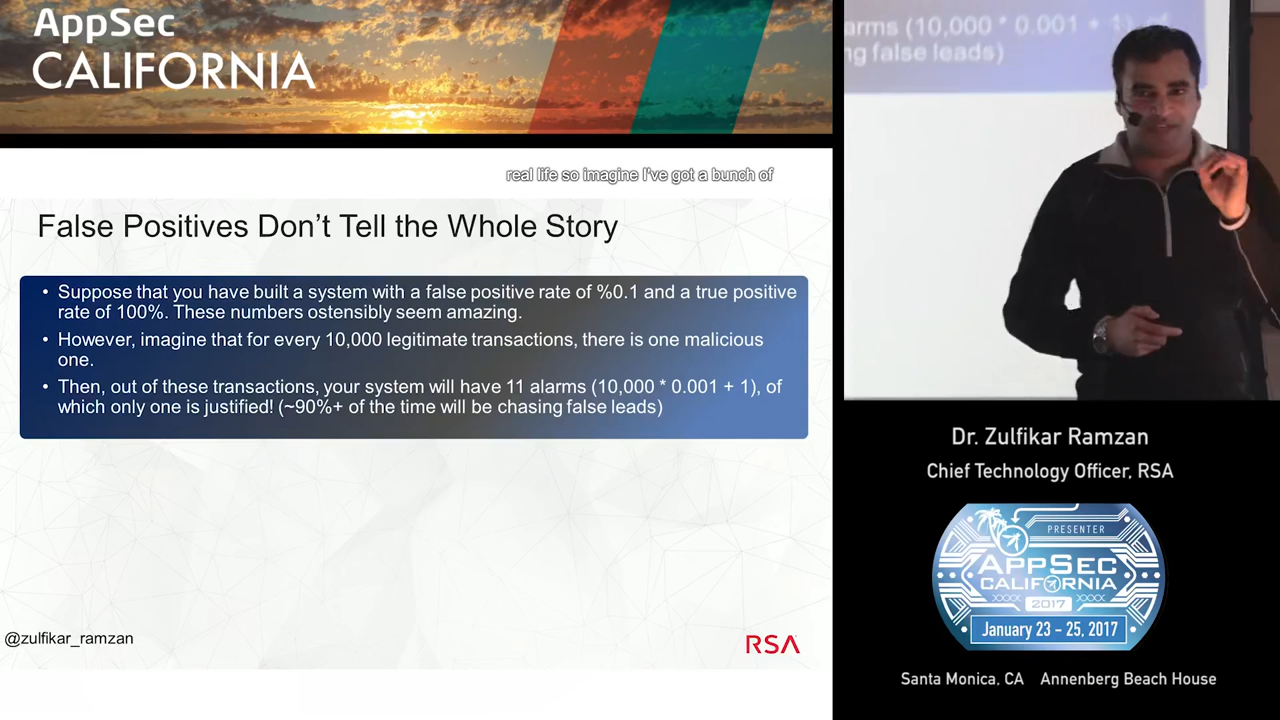 AppSec
CALIFORNIA
real life so imagine I've got a bunch of
False Positives Don't Tell the Whole Story
• Suppose that you have built a system with a false positive rate of %0.1 and a true positive
rate of 100%. These numbers ostensibly seem amazing.
• However, imagine that for every 10,000 legitimate transactions, there is one malicious
one.
• Then, out of these transactions, your system will have 11 alarms (10,000 * 0.001 + 1), of
which only one is justified! (~90%+ of the time will be chasing false leads)
@zulfikar_ramzan
RSA
arms (10,000 * 0.001 + 1), of
ng false leads)
Dr. Zulfikar Ramzan
Chief Technology Officer, RSA
PRESENTER
APPSEC
CALIFORNIA
2017
January 23 - 25, 2017
Santa Monica, CA Annenberg Beach House